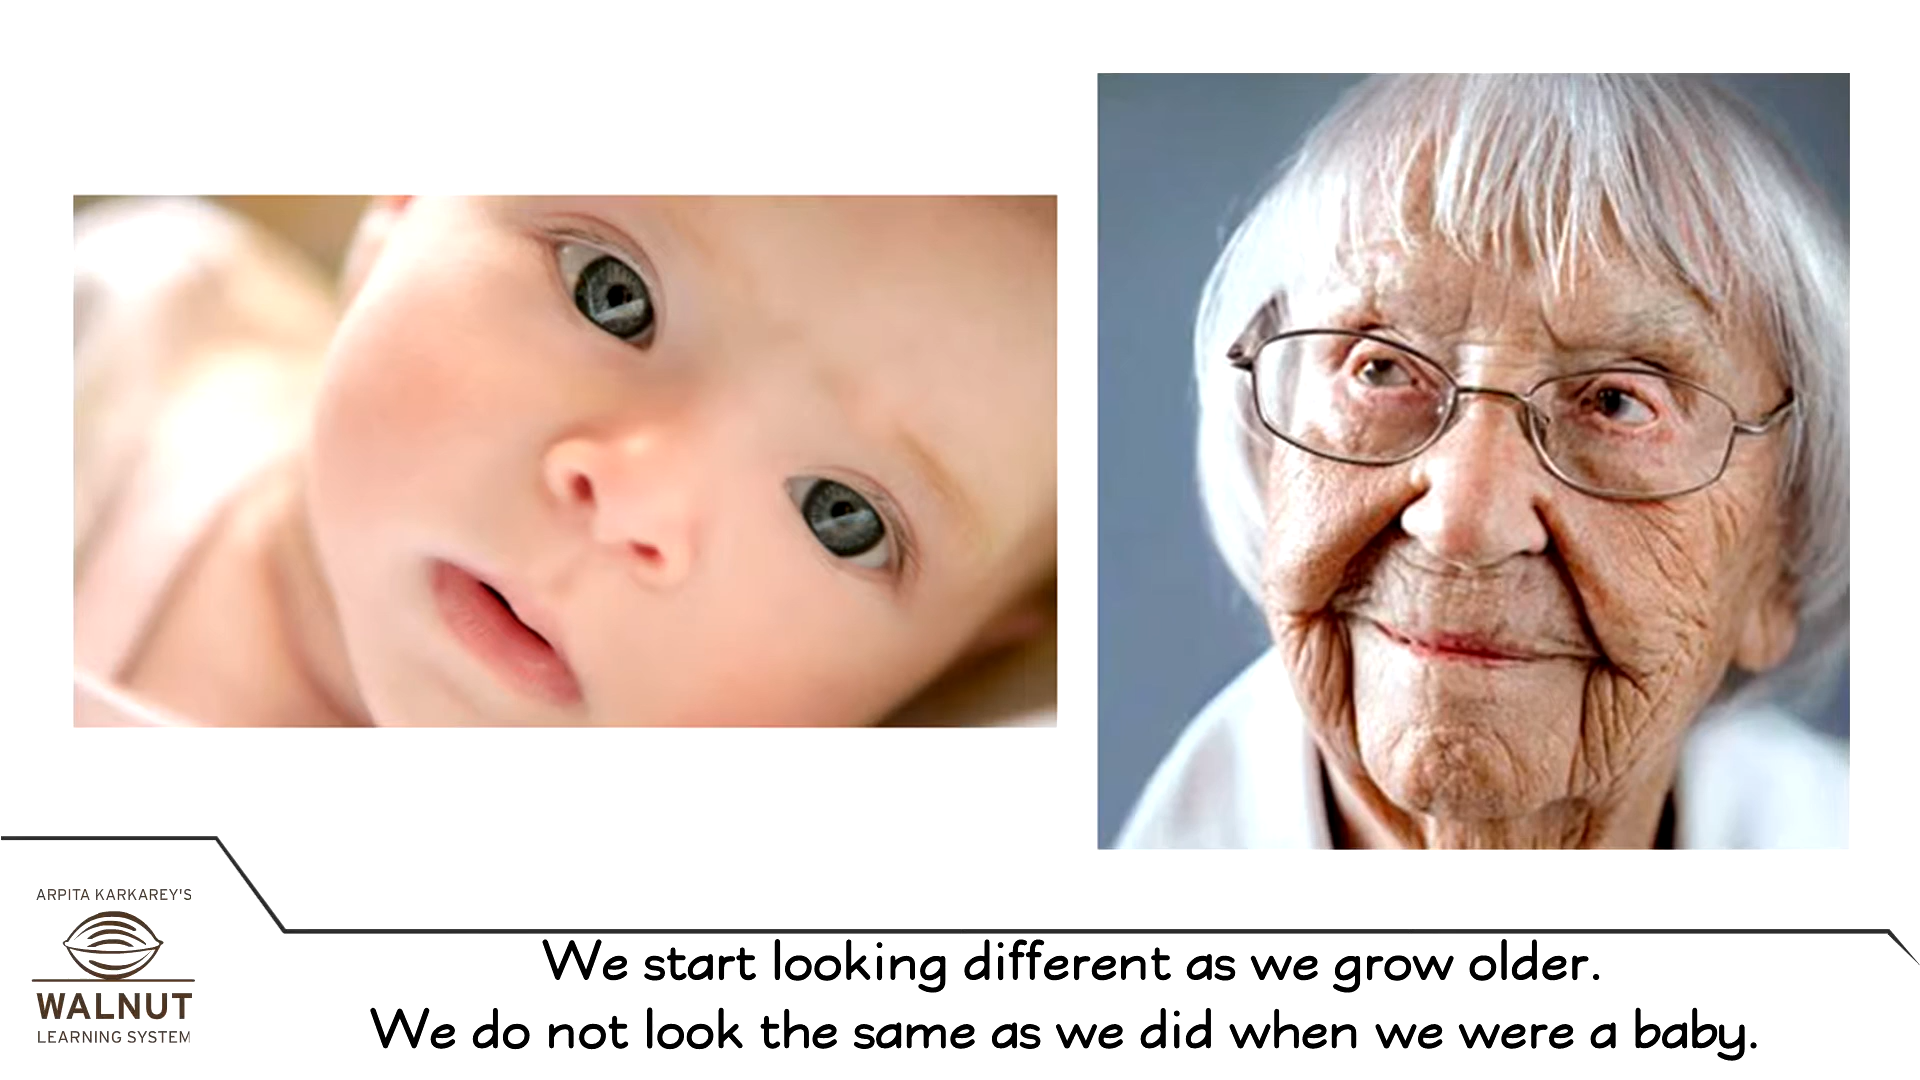 ARPITA KARKAREY'S
WALNUT
LEARNING SYSTEM
We start looking different as we grow older.
We do not look the same as we did when we were a baby.